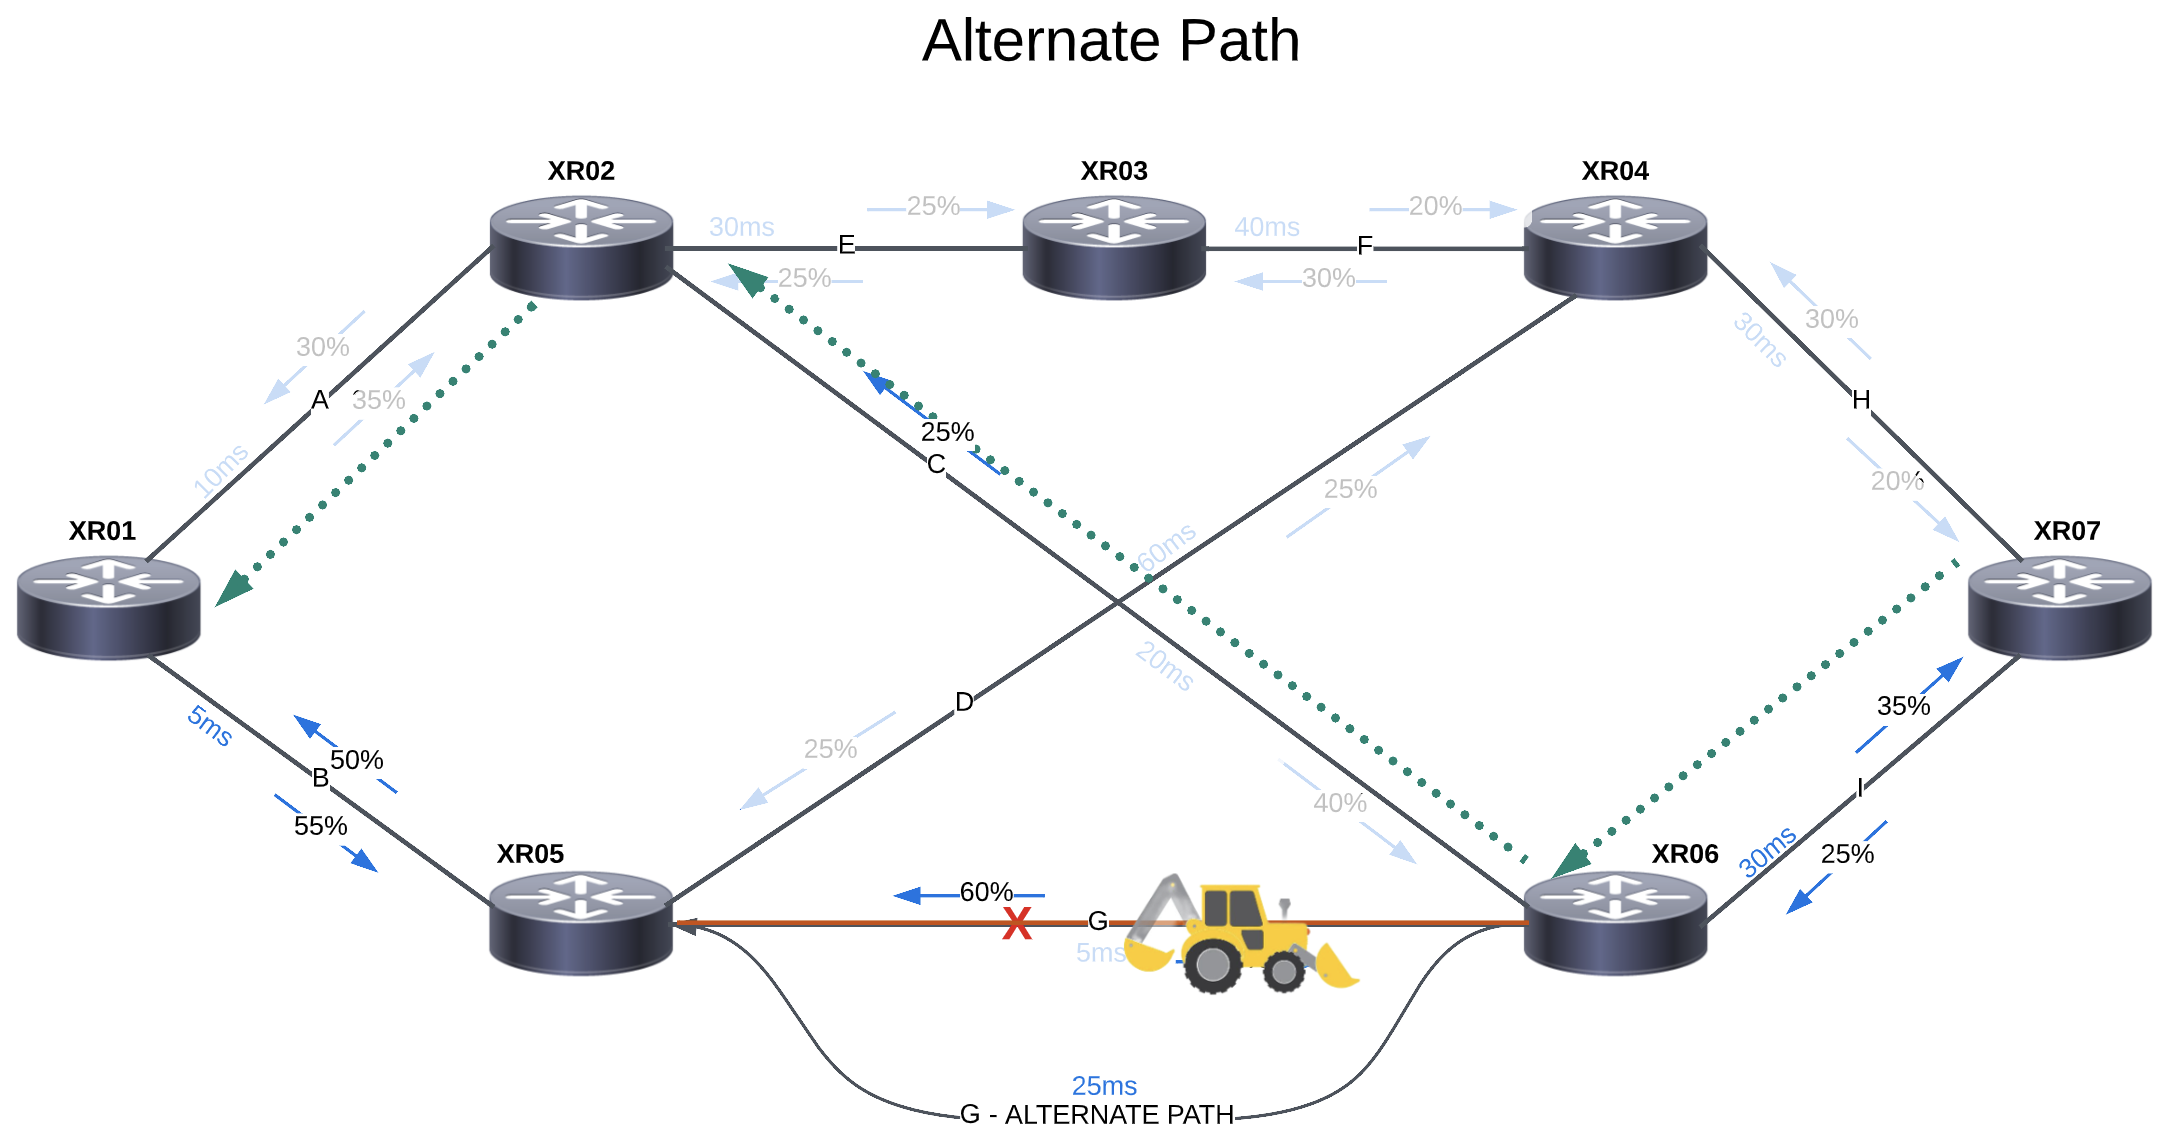 Alternate Path
XR02
XR03
XR04
30ms
25%
E
25%
40ms
20%
F
30%
30%
A
35%
10ms
30%
30ms
H
20%
25%
C
25%
60ms
20ms
XR01
XR07
5ms
50%
B
55%
D
25%
40%
35%
I
30ms
25%
XR05
XR06
60%
X
G
5ms
25ms
G - ALTERNATE PATH